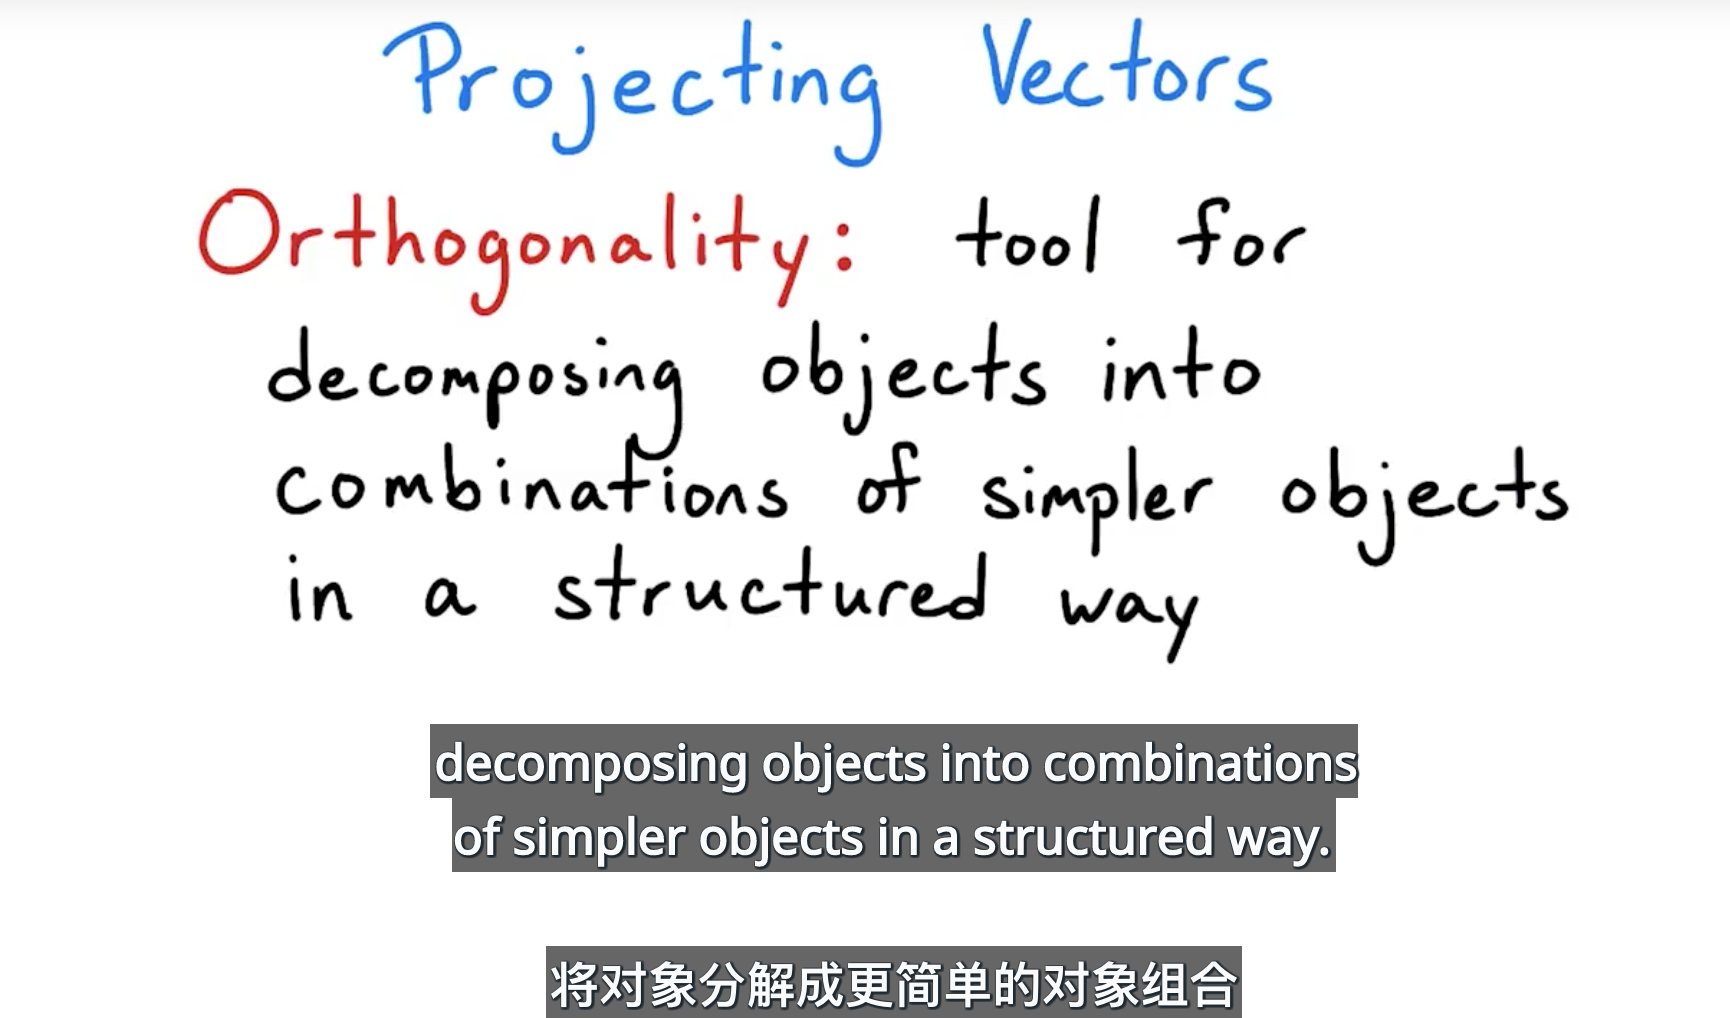 Projecting Vectors
Orthogonality: tool for
decomposing objects into
combinations of simpler objects
in a structured way
decomposing objects into combinations
of simpler objects in a structured way.
将对象分解成更简单的对象组合